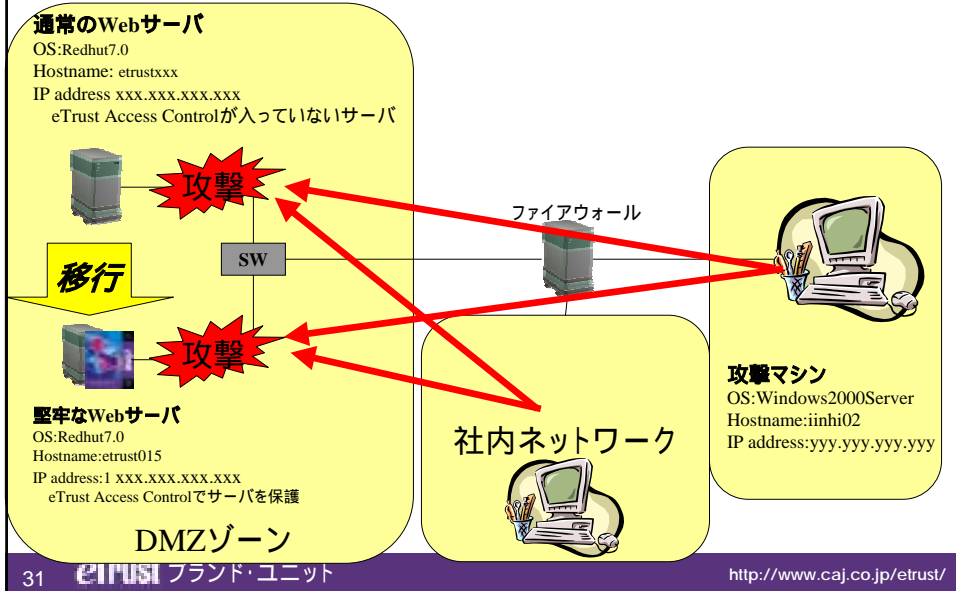 通常のWebサーバ
OS:Redhut7.0
Hostname: etrustxxx
IP address xxx.xxx.xxx.xxx
eTrust Access Controlが入っていないサーバ
攻撃
ファイアウォール
SW
移行
攻撃
堅牢なWebサーバ
OS:Redhut7.0
Hostname:etrust015
IP address:1 xxx.xxx.xxx.xxx
eTrust Access Controlでサーバを保護
DMZゾーン
社内ネットワーク
攻撃マシン
OS:Windows2000Server
Hostname:iinhi02
IP address:yyy.yyy.yyy.yyy
31 eTrust ブランド・ユニット
http://www.caj.co.jp/etrust/